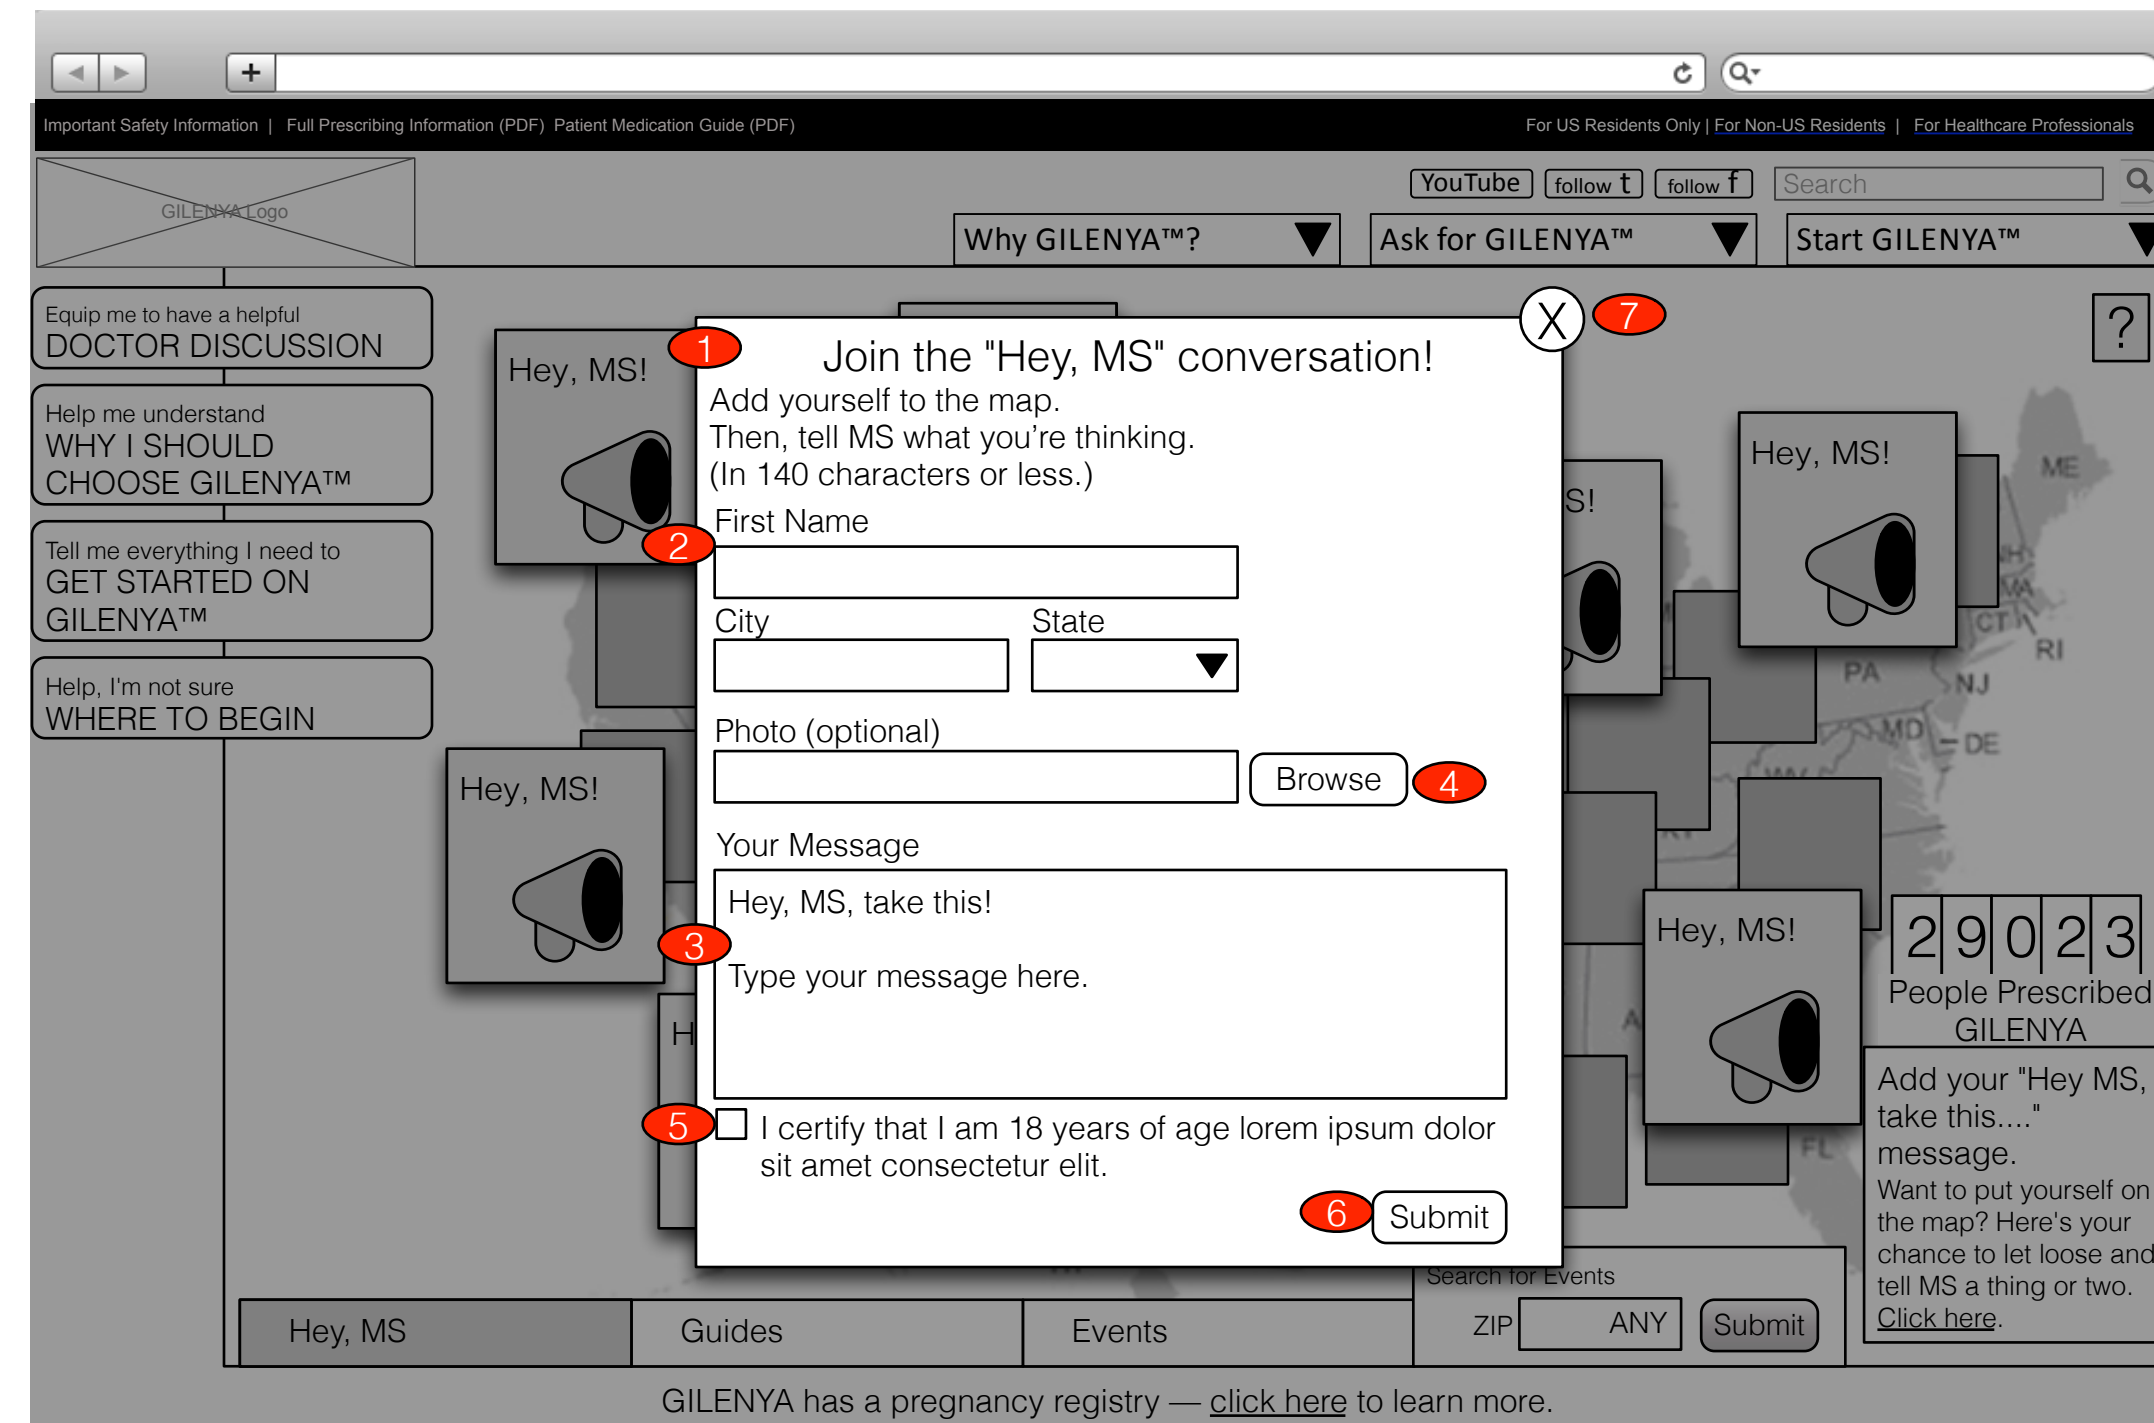 Important Safety Information | Full Prescribing Information (PDF) Patient Medication Guide (PDF)
For US Residents Only | For Non-US Residents | For Healthcare Professionals
GILENYA Logo
YouTube
follow t
follow f
Search
Why GILENYA™?
Ask for GILENYA™
Start GILENYA™
Equip me to have a helpful
DOCTOR DISCUSSION
Help me understand
WHY I SHOULD
CHOOSE GILENYA™
Tell me everything I need to
GET STARTED ON
GILENYA™
Help, I'm not sure
WHERE TO BEGIN
Hey, MS!
Hey, MS!
H
X
7
1
Join the "Hey, MS" conversation!
Add yourself to the map.
Then, tell MS what you're thinking.
(In 140 characters or less.)
First Name
2
City
State
Photo (optional)
Browse
4
Your Message
Hey, MS, take this!
3
Type your message here.
5
I certify that I am 18 years of age lorem ipsum dolor
sit amet consectetur elit.
6
Submit
?
S!
Hey, MS!
ME
NH
MA
CT
RI
PA
NJ
MD
DE
WV
KY
Hey, MS!
FL
29023
People Prescribed
GILENYA
Add your "Hey MS,
take this...."
message.
Want to put yourself on
the map? Here's your
chance to let loose and
tell MS a thing or two.
Click here.
Search for Events
ZIP
ANY
Submit
Hey, MS
Guides
Events
GILENYA has a pregnancy registry — click here to learn more.